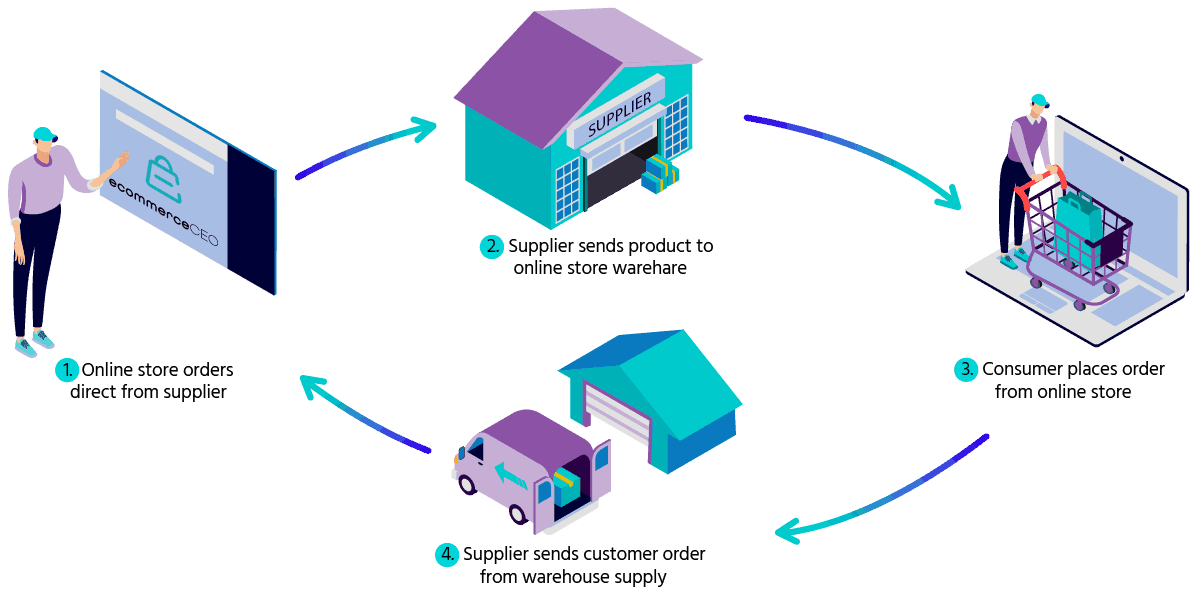 ecommerceCEO
SUPPLIER
1. Online store orders
direct from supplier
2. Supplier sends product to
online store warehare
3. Consumer places order
from online store
4. Supplier sends customer order
from warehouse supply